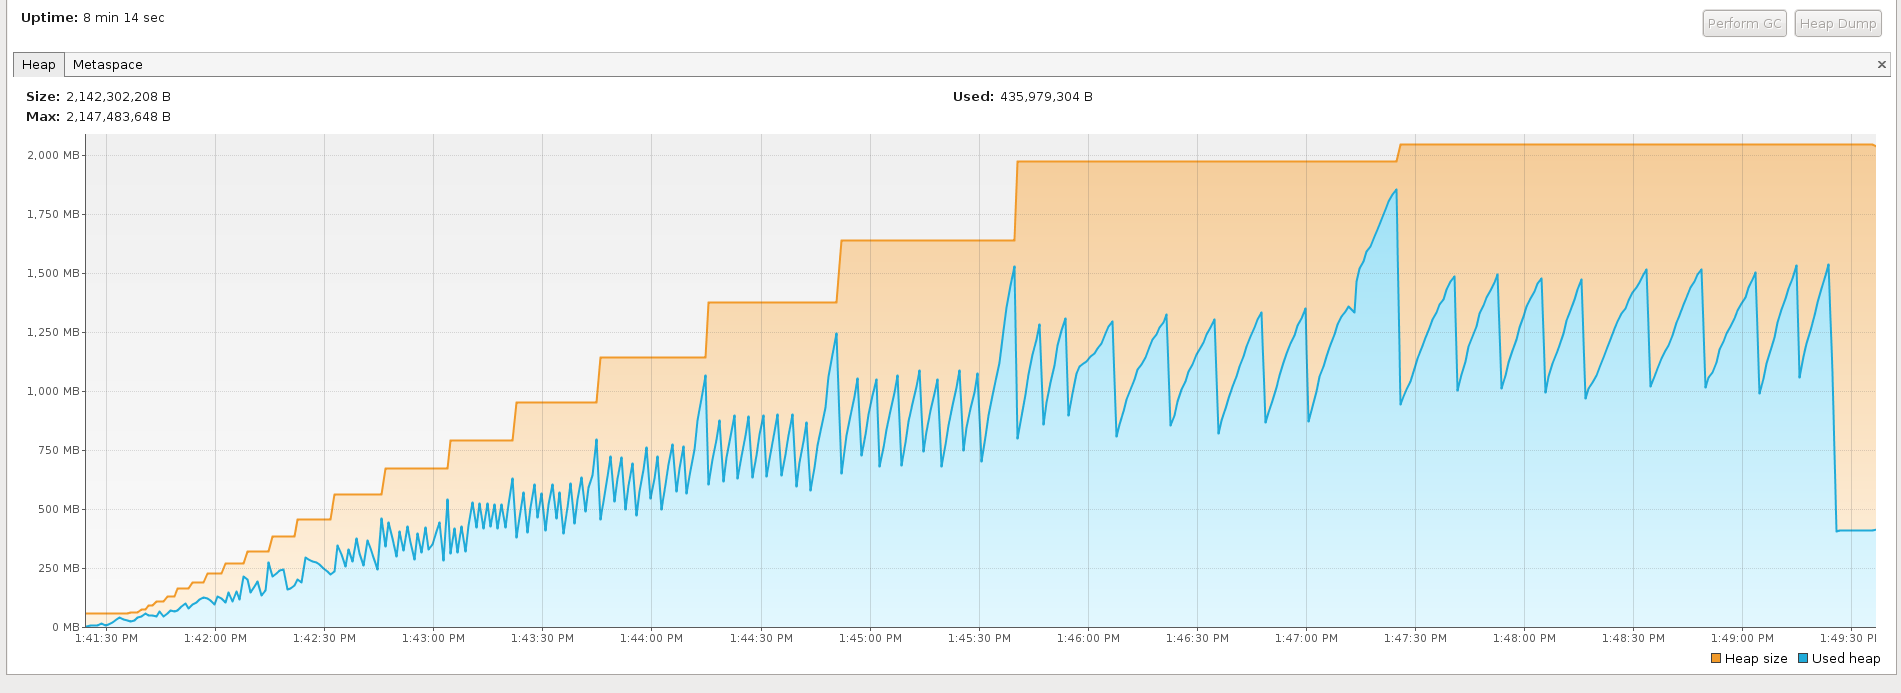 Uptime: 8 min 14 sec
Perform GC Heap Dump
Heap Metaspace ×
Size: 2,142,302,208 B Used: 435,979,304 B
Max: 2,147,483,648 B
2,000 MB
1,750 MB
1,500 MB
1,250 MB
1,000 MB
750 MB
500 MB
250 MB
0 MB
1:41:30 PM 1:42:00 PM 1:42:30 PM 1:43:00 PM 1:43:30 PM 1:44:00 PM 1:44:30 PM 1:45:00 PM 1:45:30 PM 1:46:00 PM 1:46:30 PM 1:47:00 PM 1:47:30 PM 1:48:00 PM 1:48:30 PM 1:49:00 PM 1:49:30
Heap size Used heap